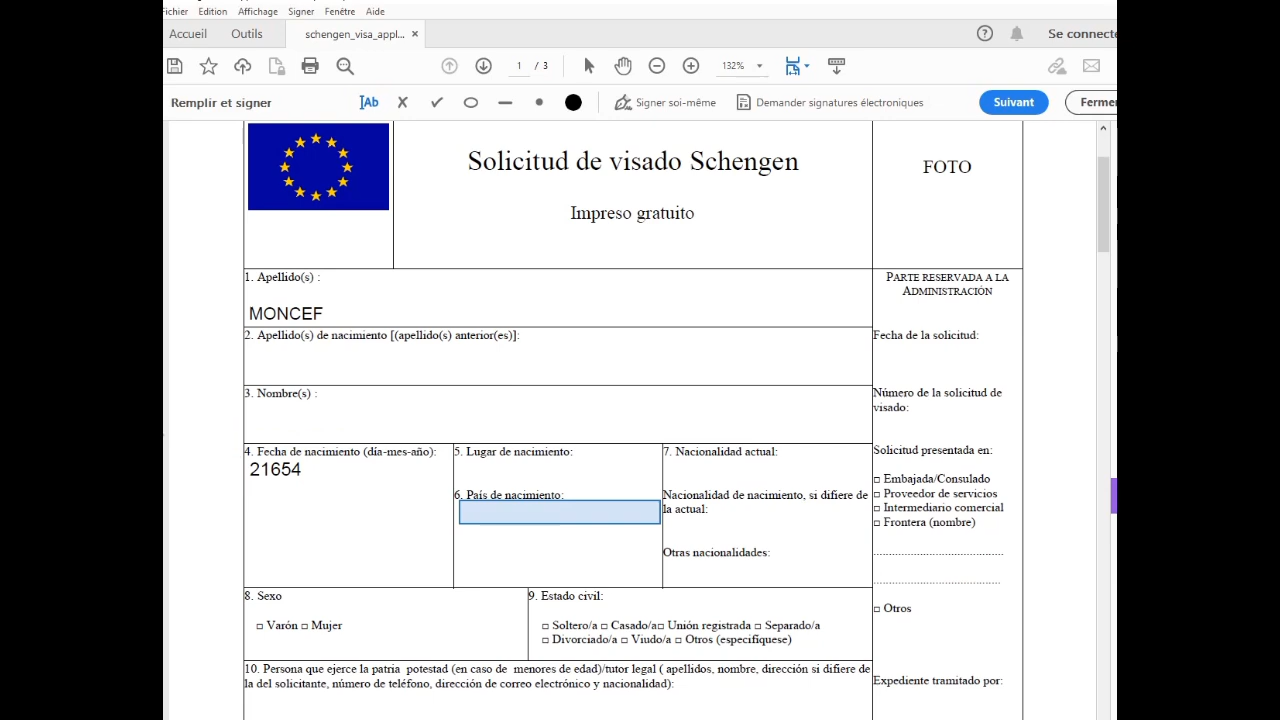 Fichier Edition Affichage Signer Fenêtre Aide
Accueil Outils schengen_visa_appl... × Se connecte
1 / 3 132%
Remplir et signer Ab Signer soi-même Demander signatures électroniques Suivant Fermer
Solicitud de visado Schengen
Impreso gratuito
FOTO
1. Apellido(s) :
MONCEF
PARTE RESERVADA A LA
ADMINISTRACIÓN
2. Apellido(s) de nacimiento [(apellido(s) anterior(es)]:
Fecha de la solicitud:
3. Nombre(s) :
Número de la solicitud de
visado:
4. Fecha de nacimiento (día-mes-año):
21654
5. Lugar de nacimiento:
6. País de nacimiento:
7. Nacionalidad actual:
Nacionalidad de nacimiento, si difiere de
la actual:
Otras nacionalidades:
Solicitud presentada en:
□ Embajada/Consulado
□ Proveedor de servicios
□ Intermediario comercial
□ Frontera (nombre)
..........................................
..........................................
□ Otros
8. Sexo
□ Varón □ Mujer
9. Estado civil:
□ Soltero/a □ Casado/a□ Unión registrada □ Separado/a
□ Divorciado/a □ Viudo/a □ Otros (especifíquese)
10. Persona que ejerce la patria potestad (en caso de menores de edad)/tutor legal ( apellidos, nombre, dirección si difiere de
la del solicitante, número de teléfono, dirección de correo electrónico y nacionalidad):
Expediente tramitado por: